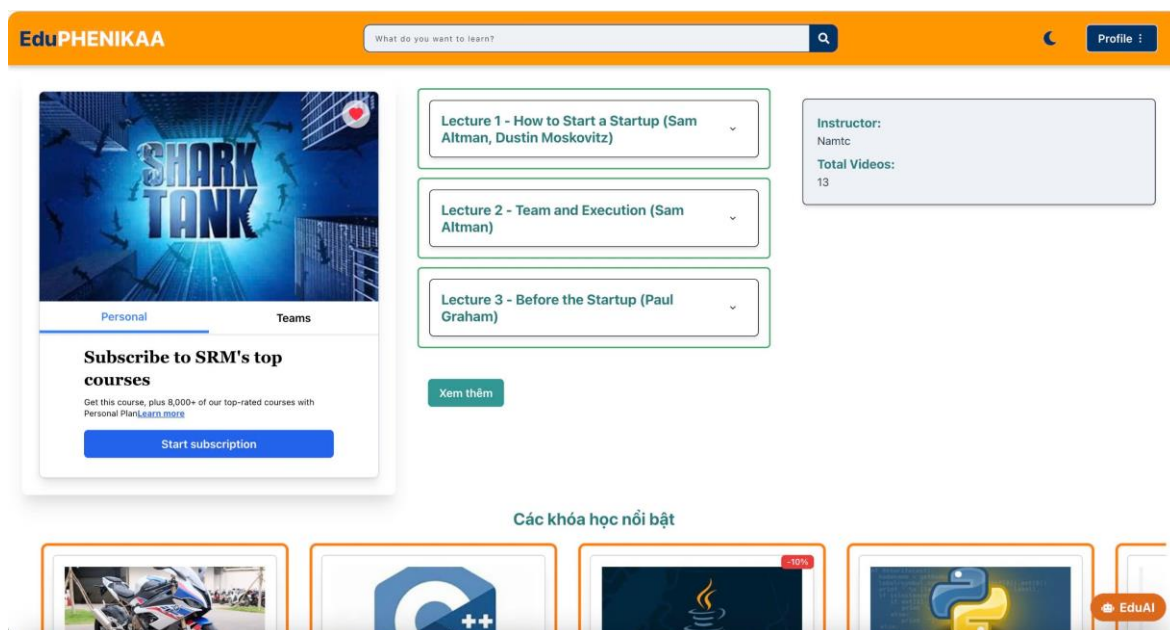 EduPHENIKAA
What do you want to learn?
Profile ⋮
SHARK
TANK
Personal
Teams
Subscribe to SRM's top
courses
Get this course, plus 8,000+ of our top-rated courses with
Personal PlanLearn more
Start subscription
Lecture 1 - How to Start a Startup (Sam
Altman, Dustin Moskovitz)
Lecture 2 - Team and Execution (Sam
Altman)
Lecture 3 - Before the Startup (Paul
Graham)
Xem thêm
Instructor:
Namtc
Total Videos:
13
Các khóa học nổi bật
++
-10%
EduAI